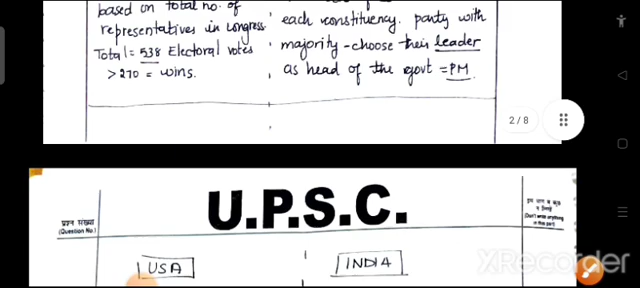 based on total no. of
representatives in Congress
Total = 538 Electoral votes
>270 = wins.
each constituency. party with
majority - choose their leader
as head of the govt = PM
2/8
U.P.S.C.
प्रश्न संख्या
(Question No.)
(Don't write anything
in this part)
USA
INDIA
XRecorder